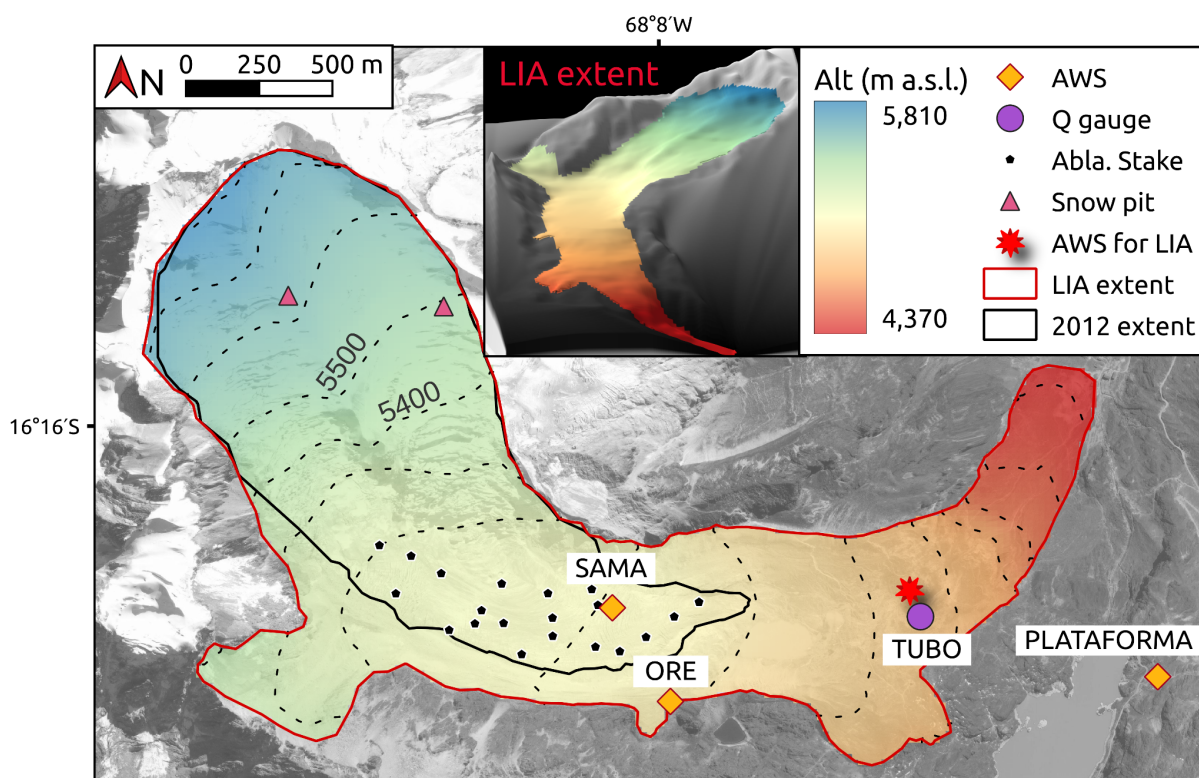 68°8′W
N
0 250 500 m
LIA extent
Alt (m a.s.l.)
5,810
4,370
AWS
Q gauge
Abla. Stake
Snow pit
AWS for LIA
LIA extent
2012 extent
16°16′S
5500
5400
SAMA
ORE
TUBO
PLATAFORMA